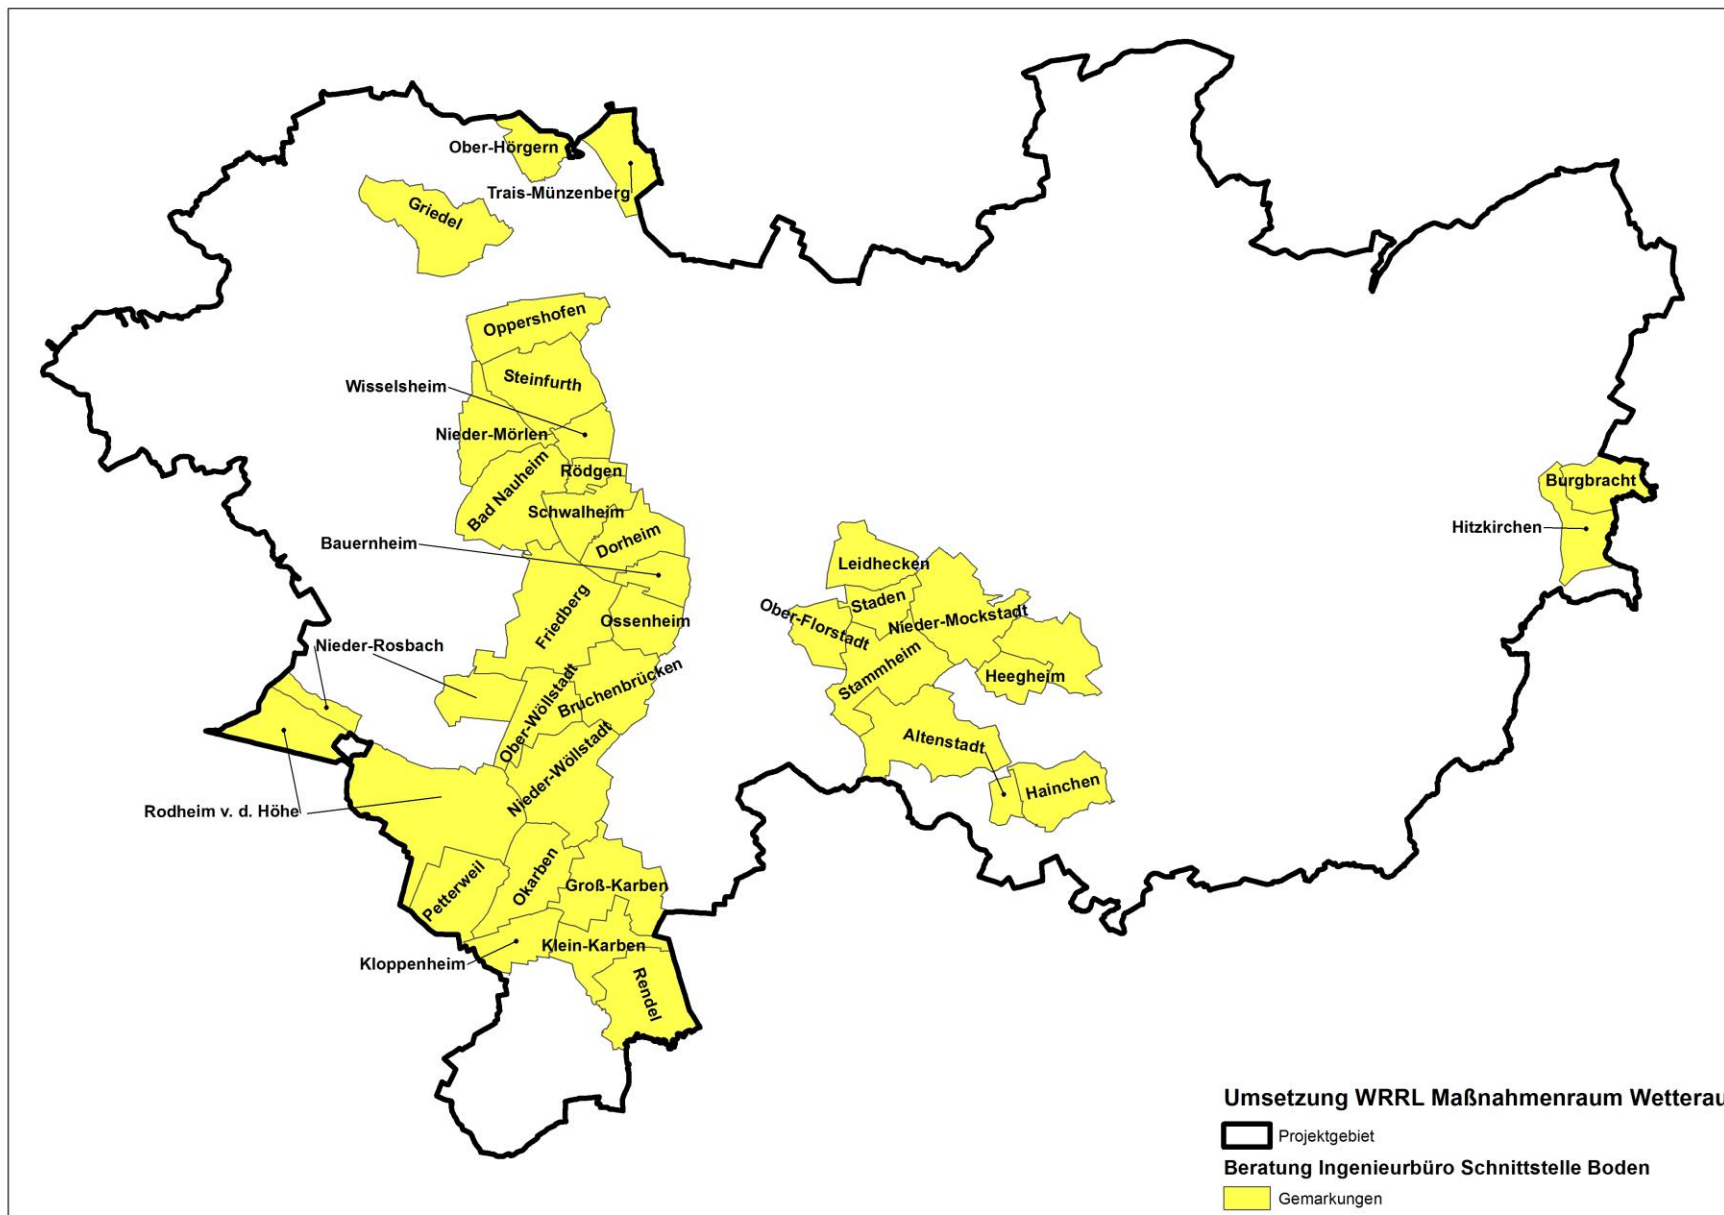 Ober-Hörgern
Trais-Münzenberg
Griedel
Oppershofen
Steinfurth
Wisselsheim
Nieder-Mörlen
Rödgen
Bad Nauheim
Schwalheim
Dorheim
Bauernheim
Friedberg
Ossenheim
Nieder-Rosbach
Ober-Wöllstadt
Bruchenbrücken
Nieder-Wöllstadt
Rodheim v. d. Höhe
Petterweil
Okarben
Groß-Karben
Kloppenheim
Klein-Karben
Rendel
Leidhecken
Staden
Ober-Florstadt
Nieder-Mockstadt
Stammheim
Heegheim
Altenstadt
Hainchen
Burgbracht
Hitzkirchen
Umsetzung WRRL Maßnahmenraum Wetterau
Projektgebiet
Beratung Ingenieurbüro Schnittstelle Boden
Gemarkungen